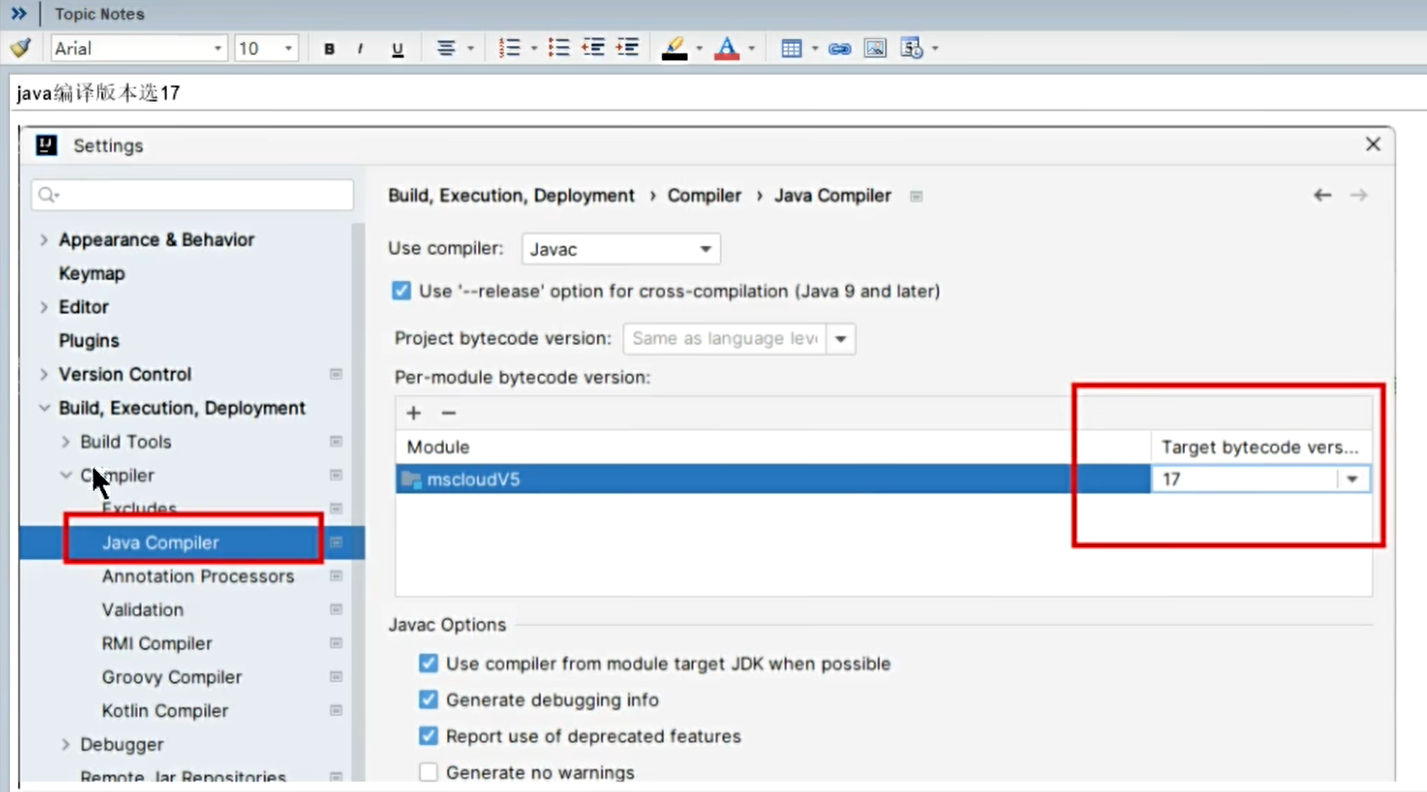 Topic Notes
Arial 10 B I U A
java编译版本选17
Settings
Appearance & Behavior
Keymap
Editor
Plugins
Version Control
Build, Execution, Deployment
Build Tools
Compiler
Excludes
Java Compiler
Annotation Processors
Validation
RMI Compiler
Groovy Compiler
Kotlin Compiler
Debugger
Remote Jar Repositories
Build, Execution, Deployment › Compiler › Java Compiler
Use compiler: Javac
Use '--release' option for cross-compilation (Java 9 and later)
Project bytecode version: Same as language leve
Per-module bytecode version:
Module Target bytecode vers...
mscloudV5 17
Javac Options
Use compiler from module target JDK when possible
Generate debugging info
Report use of deprecated features
Generate no warnings